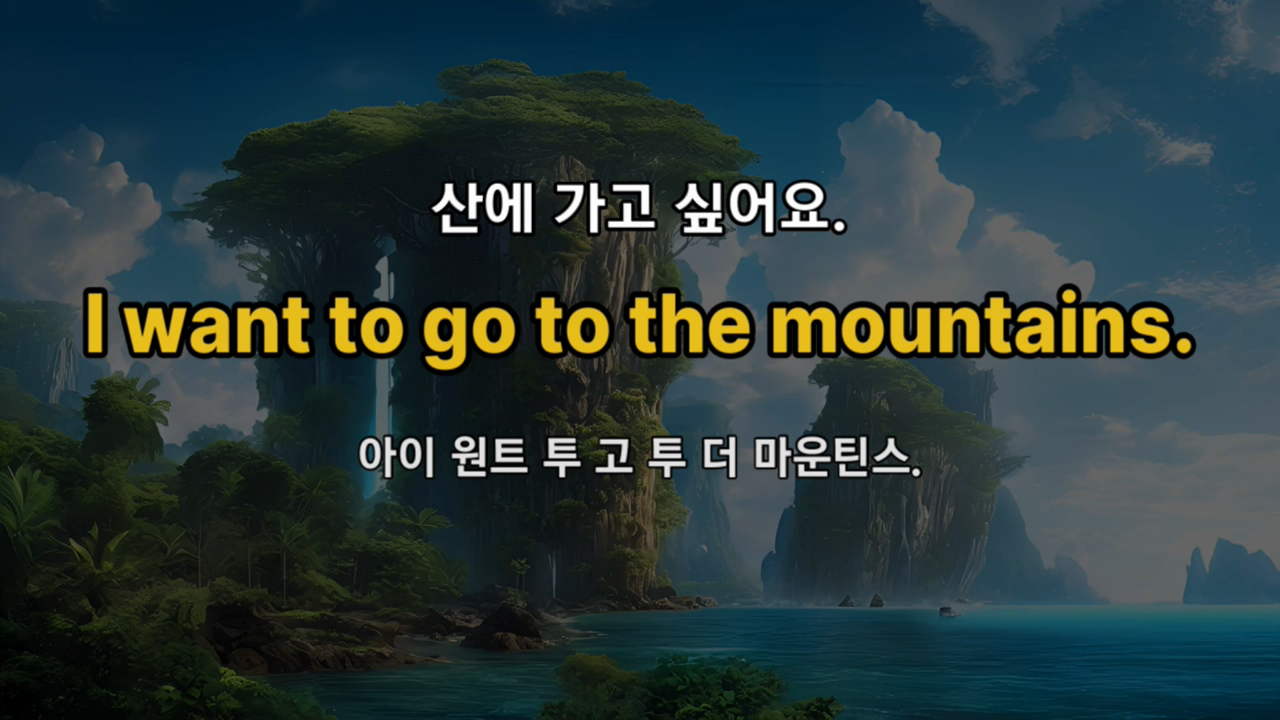 산에 가고 싶어요.
I want to go to the mountains.
아이 원트 투 고 투 더 마운틴스.